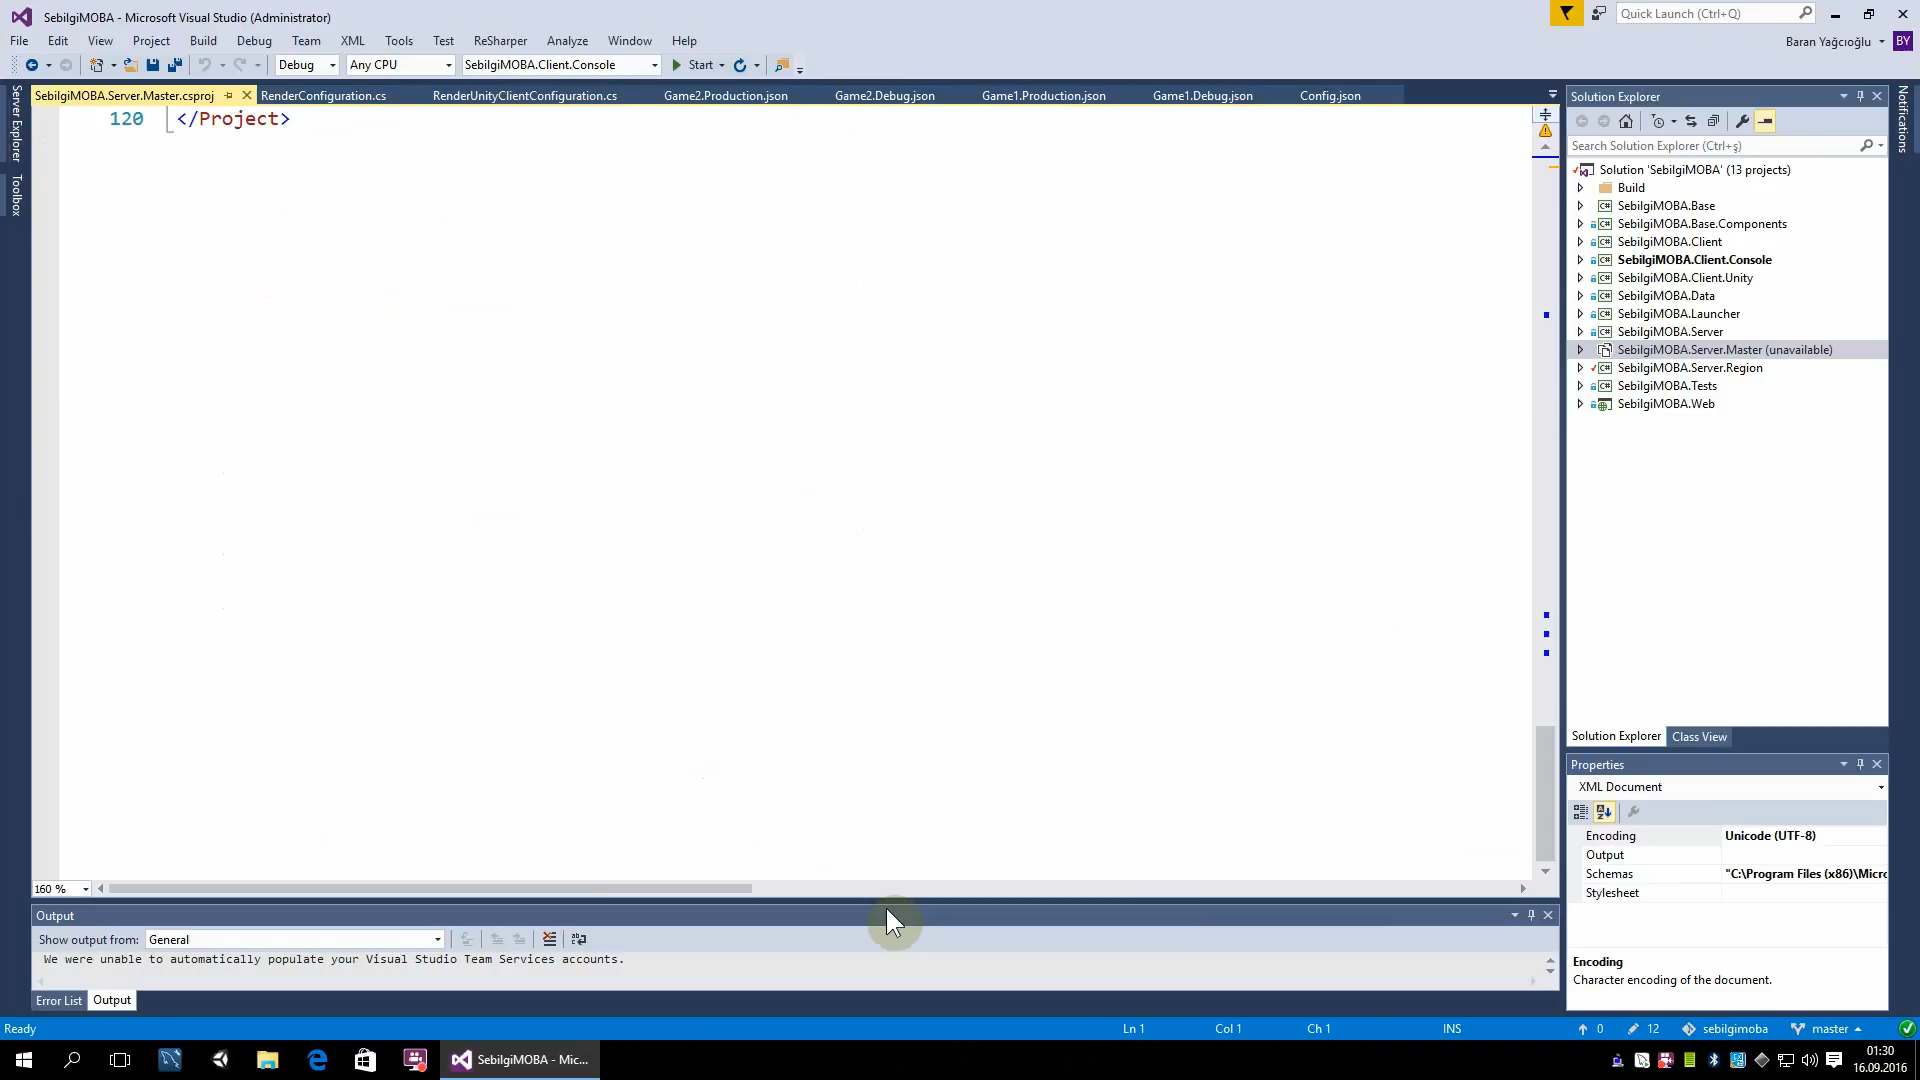 SebilgiMOBA - Microsoft Visual Studio (Administrator)
Quick Launch (Ctrl+Q)
File Edit View Project Build Debug Team XML Tools Test ReSharper Analyze Window Help
Baran Yağcıoğlu BY
Debug Any CPU SebilgiMOBA.Client.Console Start
SebilgiMOBA.Server.Master.csproj RenderConfiguration.cs RenderUnityClientConfiguration.cs Game2.Production.json Game2.Debug.json Game1.Production.json Game1.Debug.json Config.json
Server Explorer
Toolbox
120 </Project>
Solution Explorer
Notifications
Search Solution Explorer (Ctrl+ş)
Solution 'SebilgiMOBA' (13 projects)
Build
SebilgiMOBA.Base
SebilgiMOBA.Base.Components
SebilgiMOBA.Client
SebilgiMOBA.Client.Console
SebilgiMOBA.Client.Unity
SebilgiMOBA.Data
SebilgiMOBA.Launcher
SebilgiMOBA.Server
SebilgiMOBA.Server.Master (unavailable)
SebilgiMOBA.Server.Region
SebilgiMOBA.Tests
SebilgiMOBA.Web
Solution Explorer Class View
Properties
XML Document
Encoding Unicode (UTF-8)
Output
Schemas "C:\Program Files (x86)\Micro
Stylesheet
Encoding
Character encoding of the document.
160 %
Output
Show output from: General
We were unable to automatically populate your Visual Studio Team Services accounts.
Error List Output
Ready Ln 1 Col 1 Ch 1 INS 0 12 sebilgimoba master
SebilgiMOBA - Mic...
01:30
16.09.2016